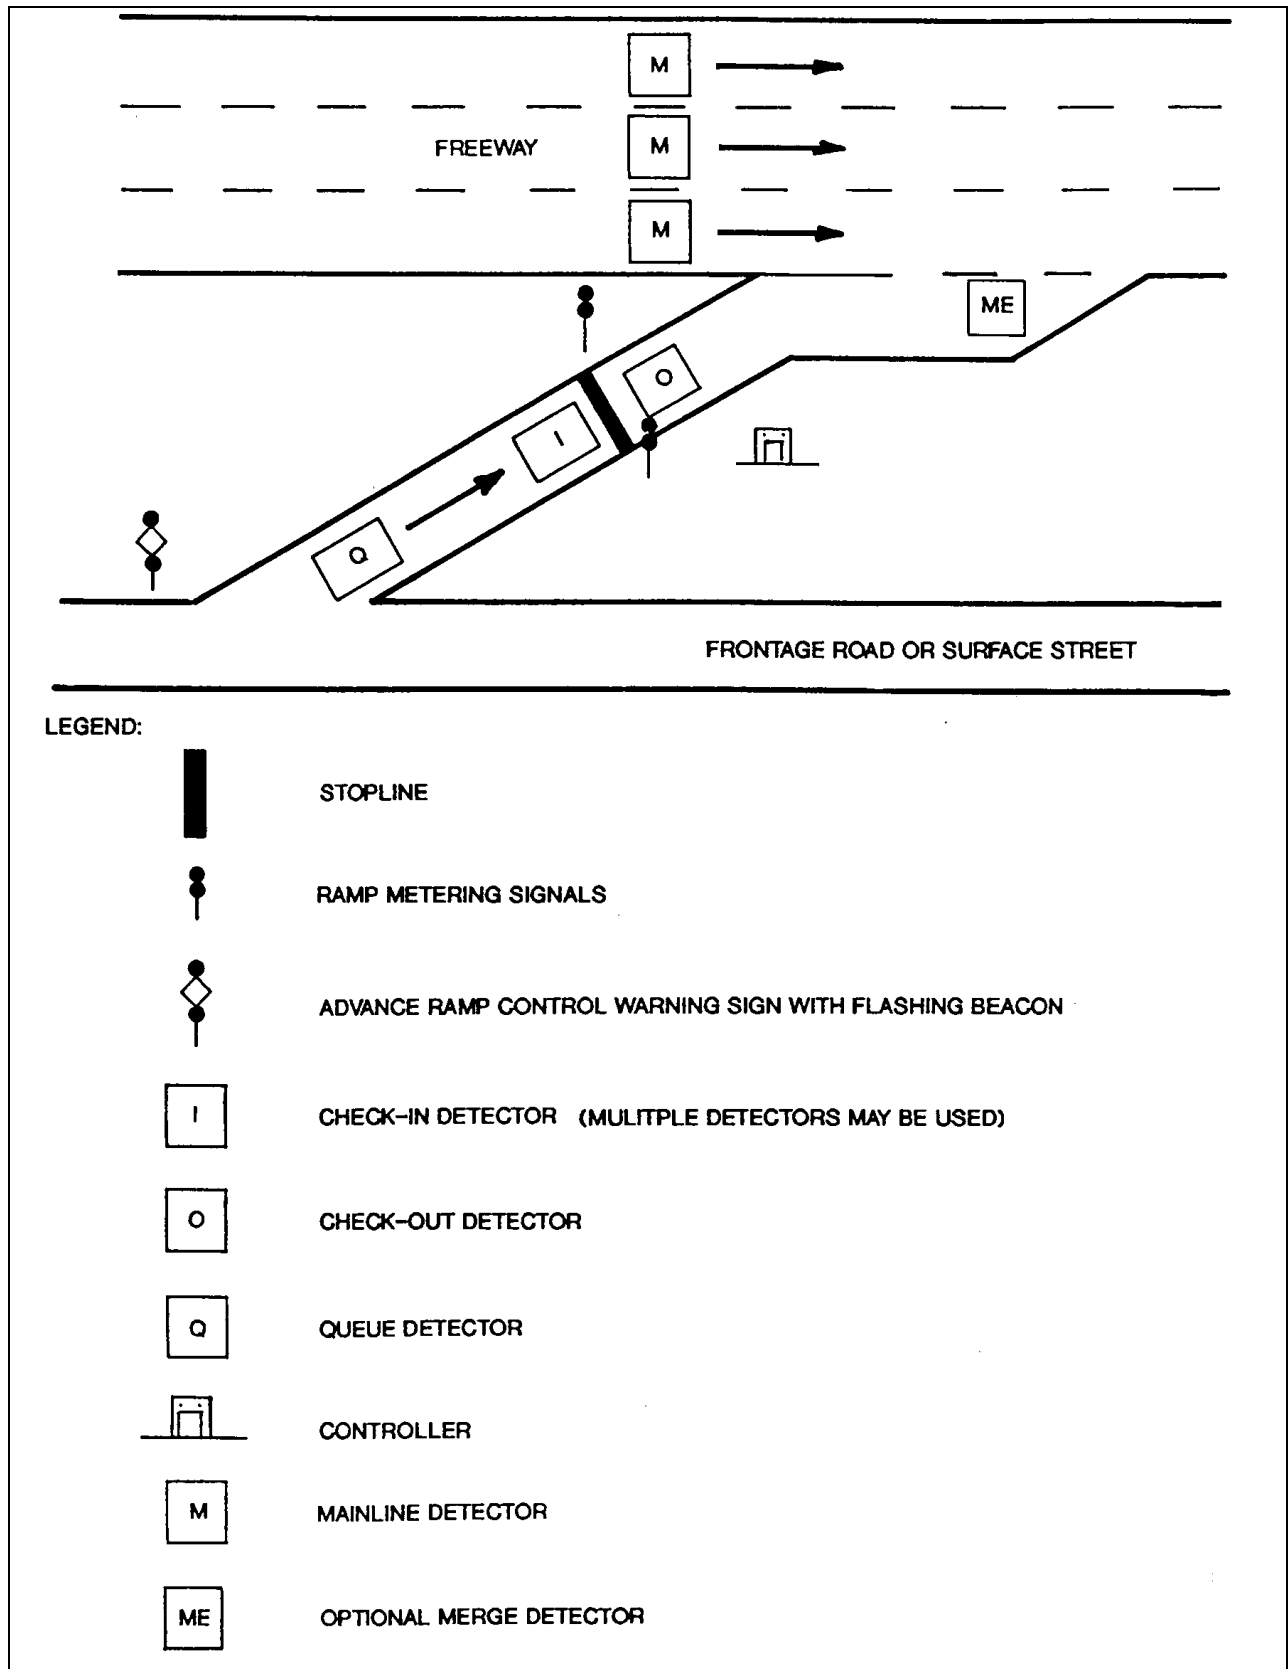 M
FREEWAY M
M
ME
O
I
Q
FRONTAGE ROAD OR SURFACE STREET
LEGEND:
STOPLINE
RAMP METERING SIGNALS
ADVANCE RAMP CONTROL WARNING SIGN WITH FLASHING BEACON
I CHECK-IN DETECTOR (MULITPLE DETECTORS MAY BE USED)
O CHECK-OUT DETECTOR
Q QUEUE DETECTOR
CONTROLLER
M MAINLINE DETECTOR
ME OPTIONAL MERGE DETECTOR